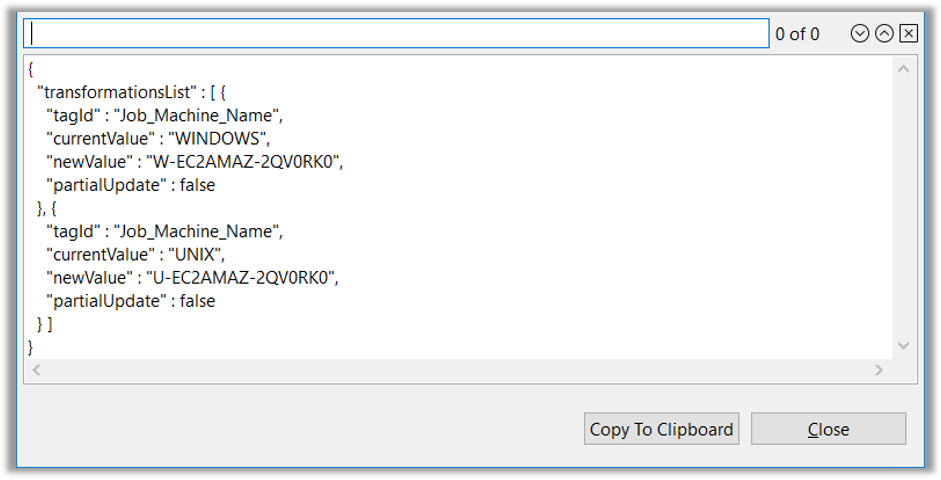 0 of 0
{
"transformationsList" : [ {
"tagId" : "Job_Machine_Name",
"currentValue" : "WINDOWS",
"newValue" : "W-EC2AMAZ-2QV0RK0",
"partialUpdate" : false
}, {
"tagId" : "Job_Machine_Name",
"currentValue" : "UNIX",
"newValue" : "U-EC2AMAZ-2QV0RK0",
"partialUpdate" : false
} ]
}
Copy To Clipboard Close